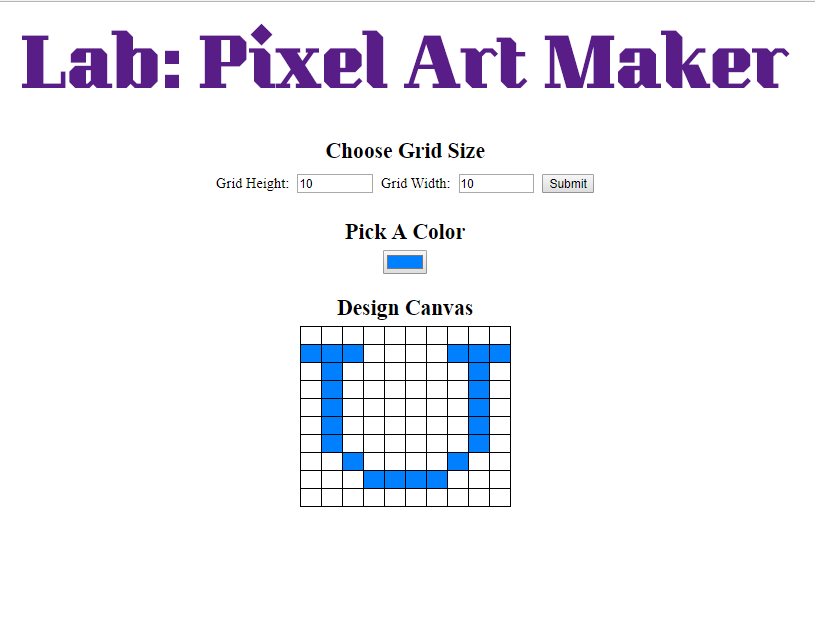 Lab: Pixel Art Maker
Choose Grid Size
Grid Height: 10 Grid Width: 10 Submit
Pick A Color
Design Canvas
U